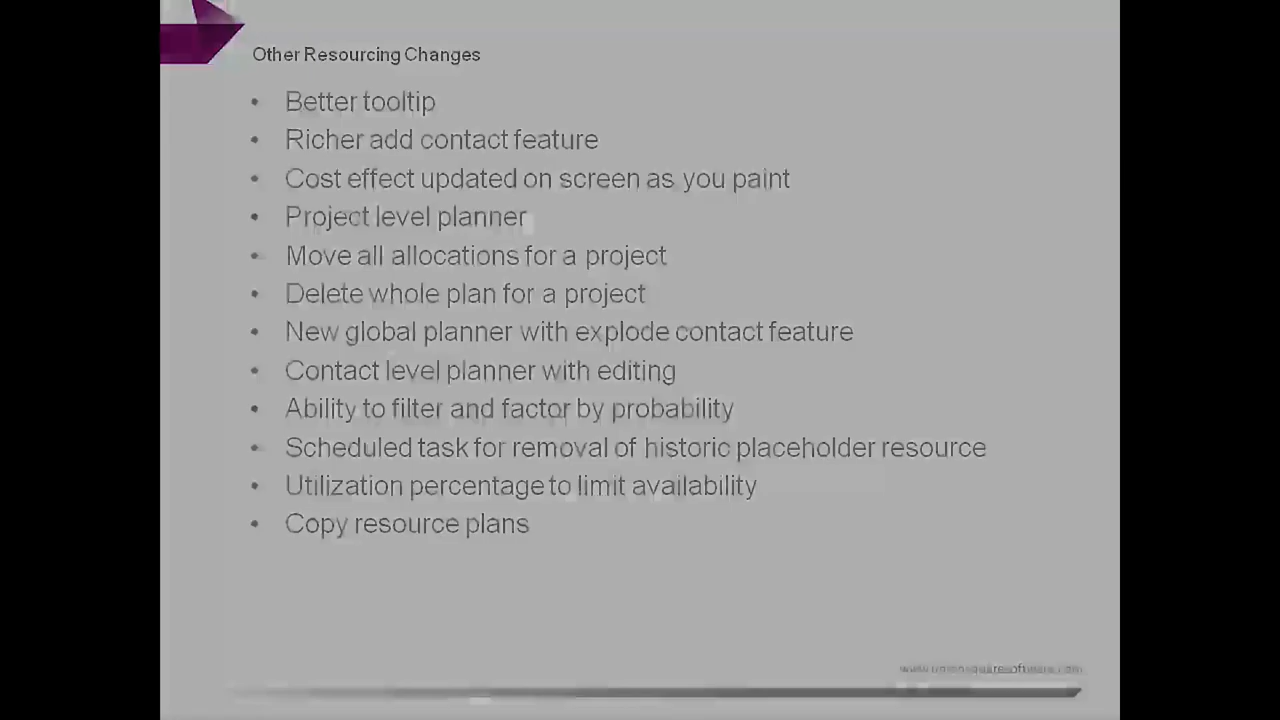 Other Resourcing Changes
• Better tooltip
• Richer add contact feature
• Cost effect updated on screen as you paint
• Project level planner
• Move all allocations for a project
• Delete whole plan for a project
• New global planner with explode contact feature
• Contact level planner with editing
• Ability to filter and factor by probability
• Scheduled task for removal of historic placeholder resource
• Utilization percentage to limit availability
• Copy resource plans
www.unionsquaresoftware.com